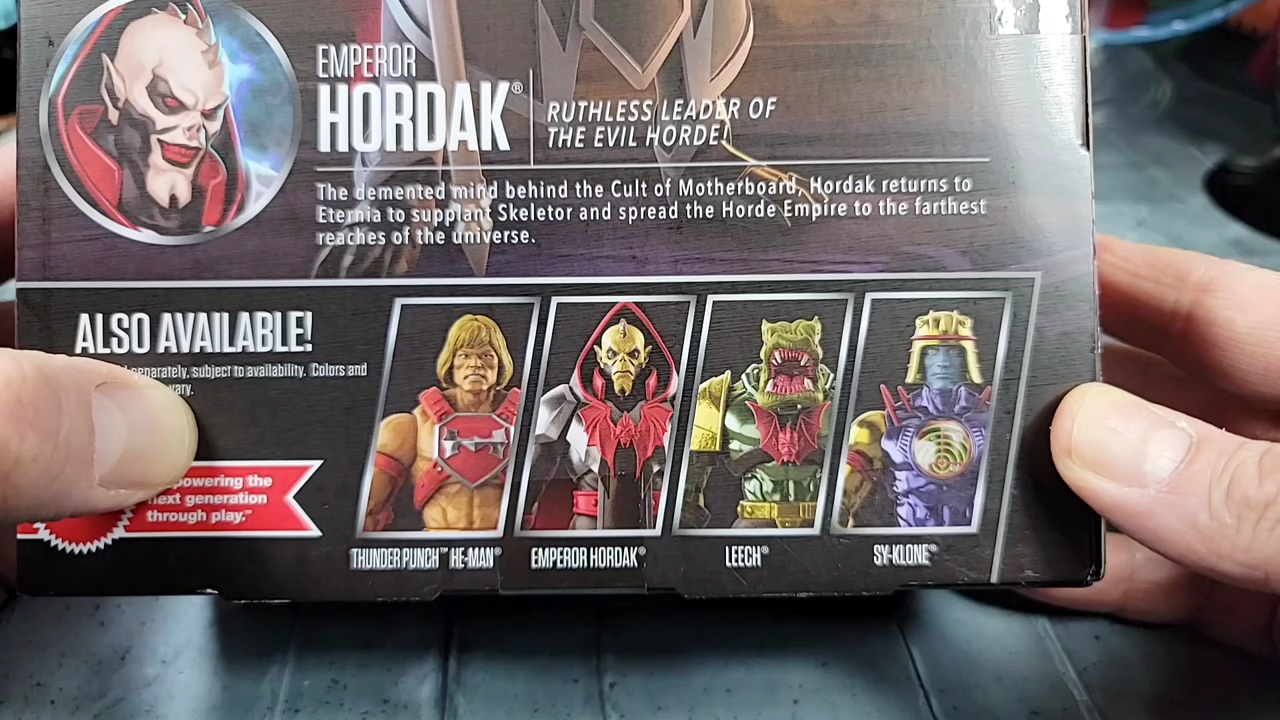 EMPEROR
HORDAK®
RUTHLESS LEADER OF
THE EVIL HORDE!
The demented mind behind the Cult of Motherboard, Hordak returns to
Eternia to supplant Skeletor and spread the Horde Empire to the farthest
reaches of the universe.
ALSO AVAILABLE!
separately, subject to availability. Colors and
vary.
powering the
next generation
through play.™
THUNDER PUNCH™ HE-MAN®
EMPEROR HORDAK®
LEECH®
SY-KLONE®